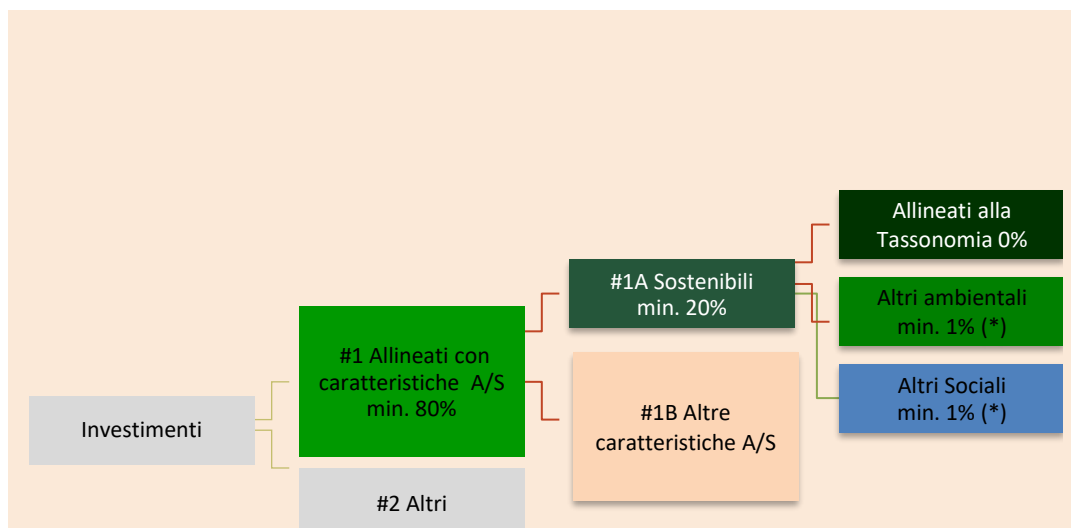 Investimenti
#1 Allineati con
caratteristiche A/S
min. 80%
#2 Altri
#1A Sostenibili
min. 20%
#1B Altre
caratteristiche A/S
Allineati alla
Tassonomia 0%
Altri ambientali
min. 1% (*)
Altri Sociali
min. 1% (*)